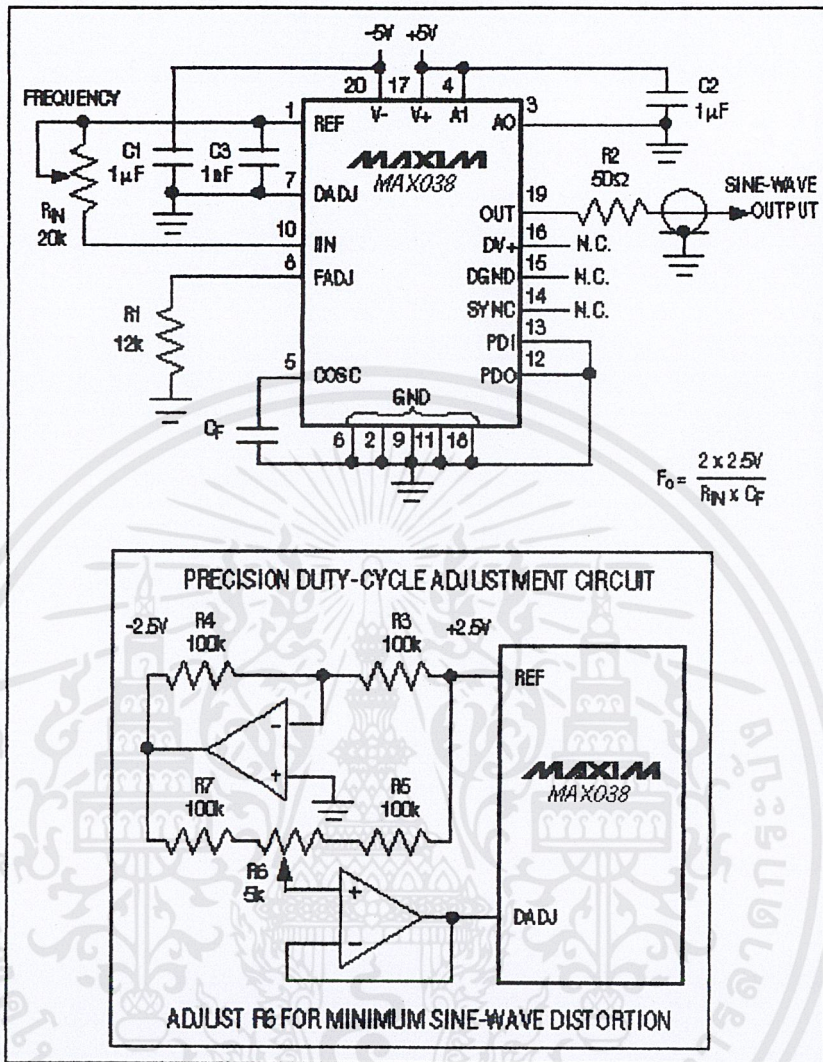 -5V +5V
20 17 4
FREQUENCY
1 REF V- V+ A1 A0 3
C2
1µF
C1
1µF
C3
1nF
MAXIM
MAX038
R2
50Ω
7 DADJ
RIN
20k
OUT 19
SINE-WAVE
OUTPUT
10 IIN
DV+ 16 N.C.
8 FADJ
DGND 15 N.C.
SYNC 14 N.C.
R1
12k
PDI 13
PDO 12
5 COSC
GND
CF
6 2 9 11 18
Fo = 2 x 2.5V
RIN x CF
PRECISION DUTY-CYCLE ADJUSTMENT CIRCUIT
-2.5V R4
100k
R3
100k
+2.5V
REF
-
+
MAXIM
MAX038
R7
100k
R5
100k
R6
5k
+
-
DADJ
ADJUST R6 FOR MINIMUM SINE-WAVE DISTORTION